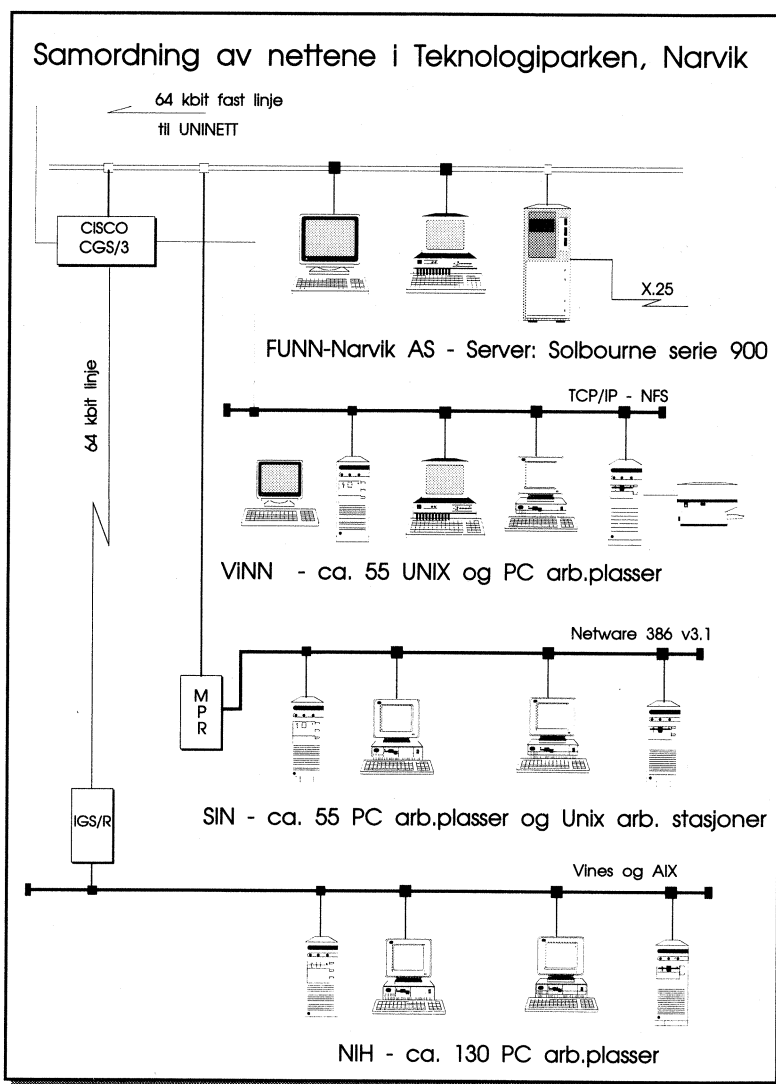 Samordning av nettene i Teknologiparken, Narvik
64 kbit fast linje
til UNINETT
CISCO
CGS/3
X.25
FUNN-Narvik AS - Server: Solbourne serie 900
64 kbit linje
TCP/IP - NFS
ViNN - ca. 55 UNIX og PC arb.plasser
Netware 386 v3.1
M
P
R
SIN - ca. 55 PC arb.plasser og Unix arb. stasjoner
IGS/R
Vines og AIX
NIH - ca. 130 PC arb.plasser